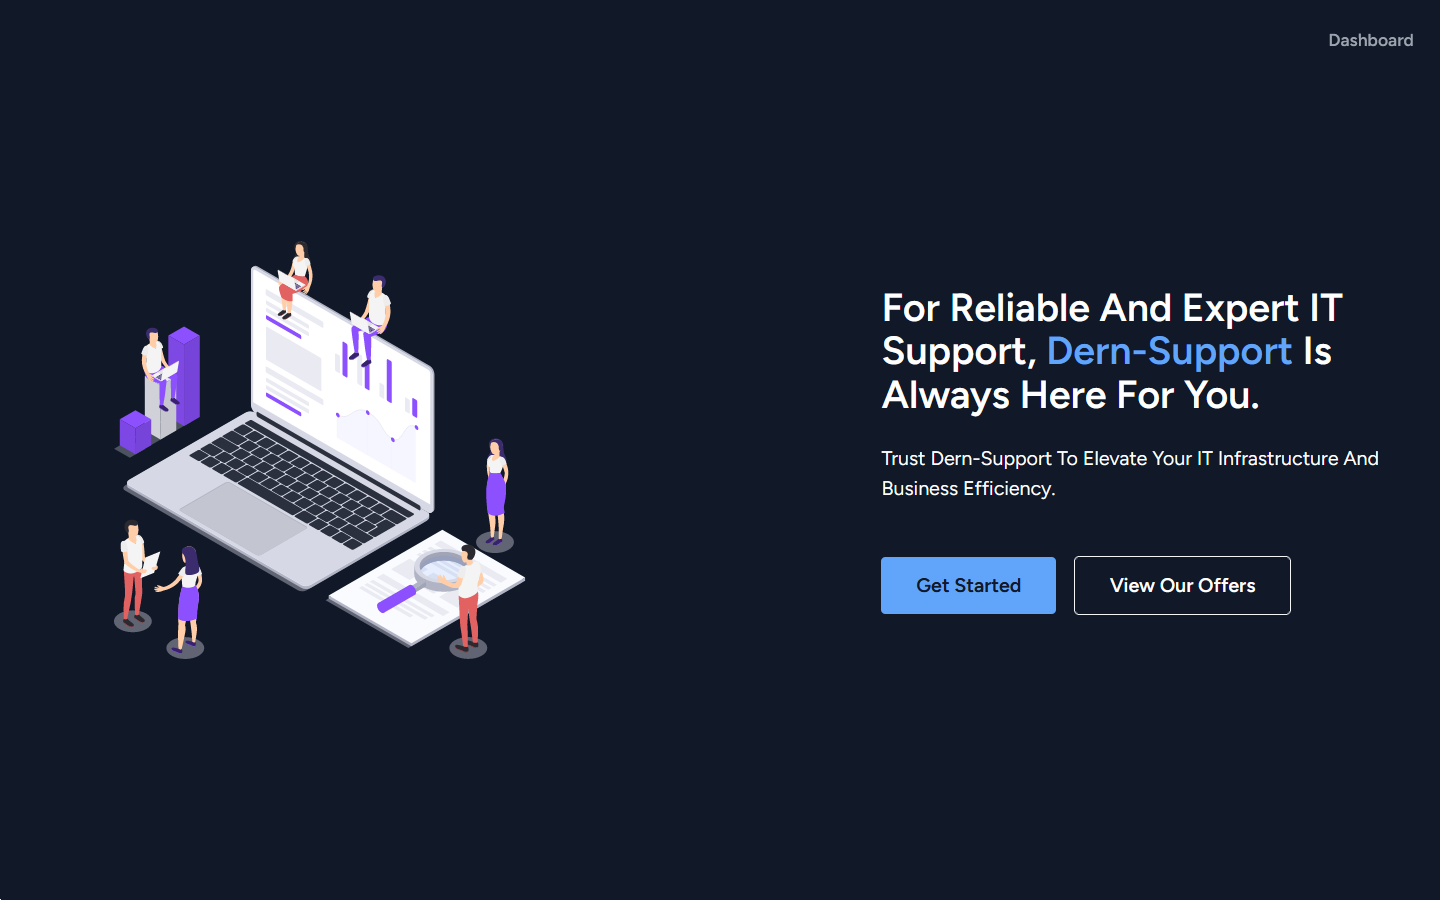 Dashboard
For Reliable And Expert IT
Support, Dern-Support Is
Always Here For You.
Trust Dern-Support To Elevate Your IT Infrastructure And
Business Efficiency.
Get Started
View Our Offers